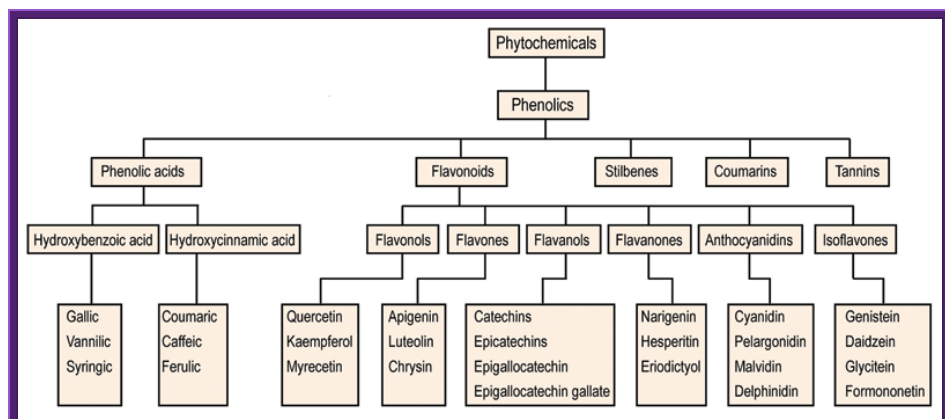 Phytochemicals
Phenolics
Phenolic acids
Flavonoids
Stilbenes
Coumarins
Tannins
Hydroxybenzoic acid
Hydroxycinnamic acid
Flavonols
Flavones
Flavanols
Flavanones
Anthocyanidins
Isoflavones
Gallic
Vannilic
Syringic
Coumaric
Caffeic
Ferulic
Quercetin
Kaempferol
Myrecetin
Apigenin
Luteolin
Chrysin
Catechins
Epicatechins
Epigallocatechin
Epigallocatechin gallate
Narigenin
Hesperitin
Eriodictyol
Cyanidin
Pelargonidin
Malvidin
Delphinidin
Genistein
Daidzein
Glycitein
Formononetin